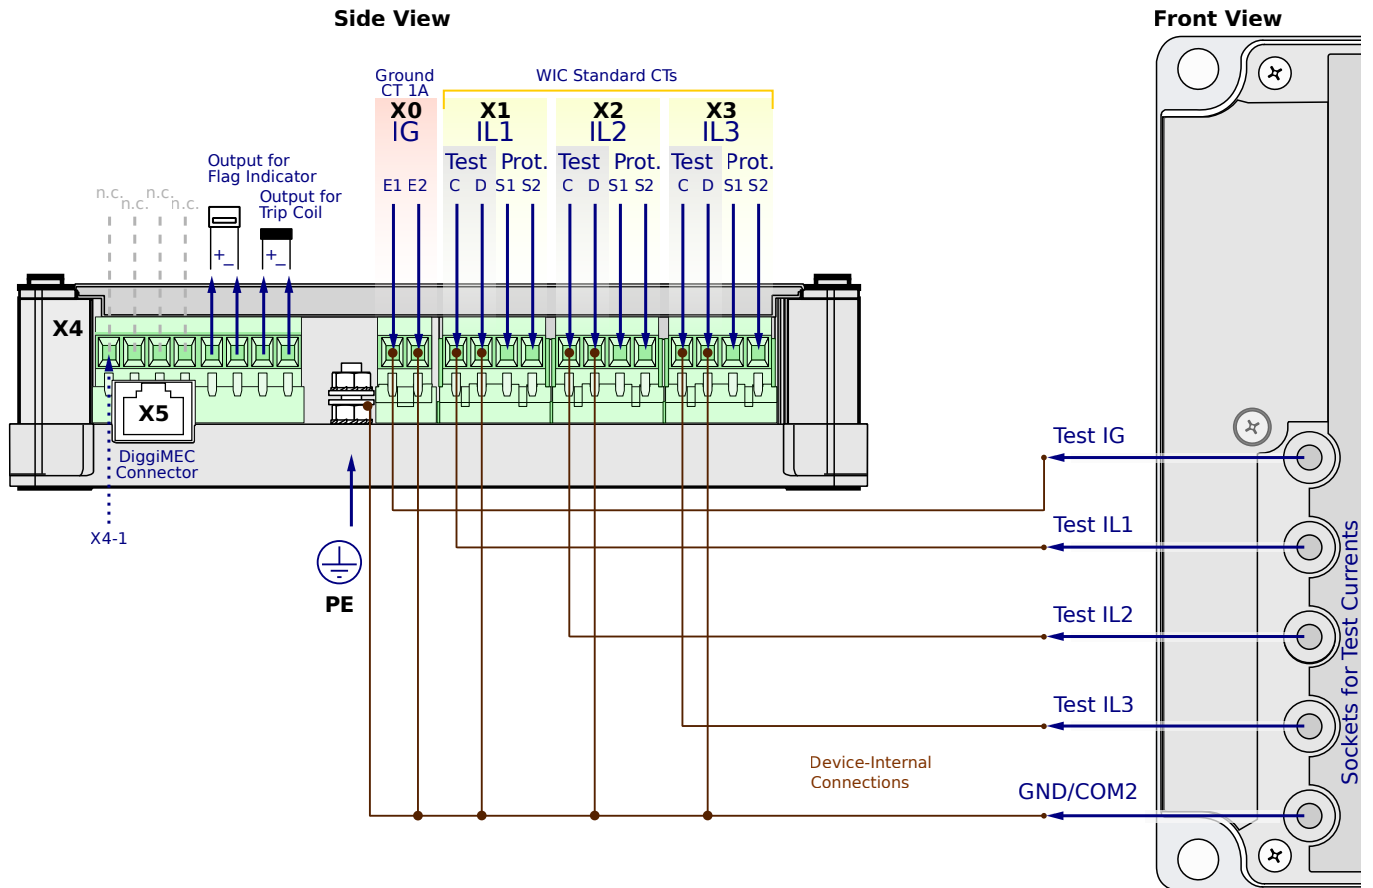 Side View
Front View
Ground
CT 1A
WIC Standard CTs
X0
X1
X2
X3
IG
IL1
IL2
IL3
Test Prot.
Test Prot.
Test Prot.
E1 E2
C D S1 S2
C D S1 S2
C D S1 S2
Output for
Flag Indicator
Output for
Trip Coil
n.c.
n.c.
n.c.
n.c.
+ −
+ −
X4
X5
DiggiMEC
Connector
X4-1
PE
Test IG
Test IL1
Test IL2
Test IL3
GND/COM2
Device-Internal
Connections
Sockets for Test Currents